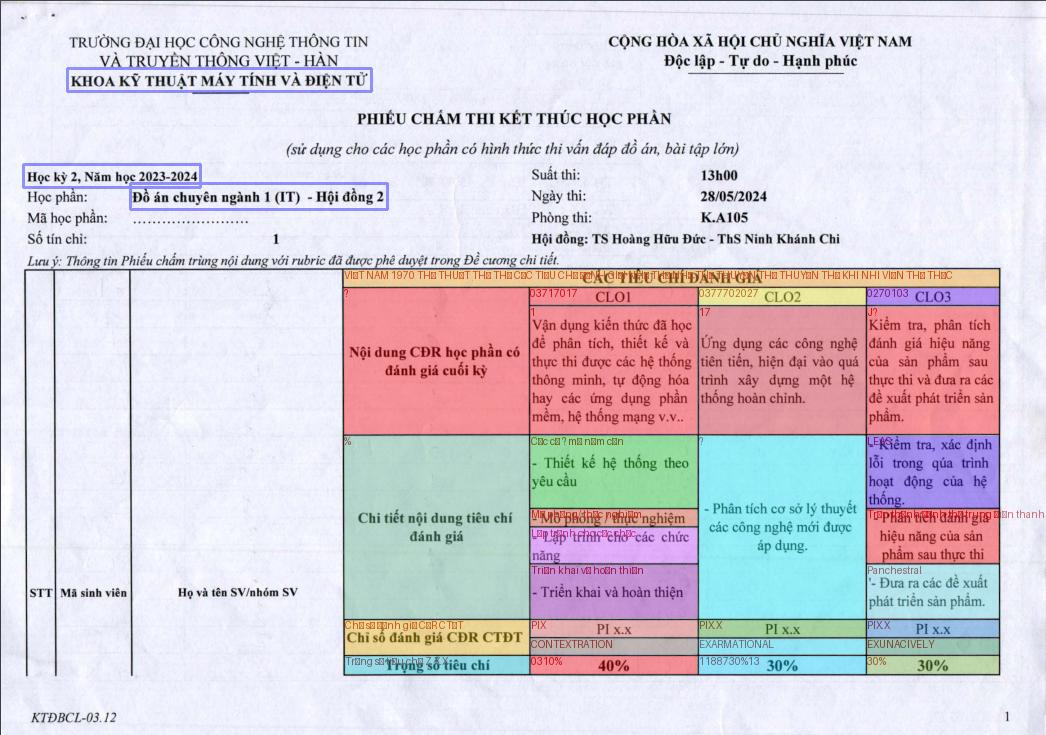 TRƯỜNG ĐẠI HỌC CÔNG NGHỆ THÔNG TIN
VÀ TRUYỀN THÔNG VIỆT - HÀN
KHOA KỸ THUẬT MÁY TÍNH VÀ ĐIỆN TỬ
CỘNG HÒA XÃ HỘI CHỦ NGHĨA VIỆT NAM
Độc lập - Tự do - Hạnh phúc
PHIẾU CHẤM THI KẾT THÚC HỌC PHẦN
(sử dụng cho các học phần có hình thức thi vấn đáp đồ án, bài tập lớn)
Học kỳ 2, Năm học 2023-2024
Suất thi: 13h00
Học phần: Đồ án chuyên ngành 1 (IT) - Hội đồng 2
Ngày thi: 28/05/2024
Mã học phần: ........................
Phòng thi: K.A105
Số tín chỉ: 1
Hội đồng: TS Hoàng Hữu Đức - ThS Ninh Khánh Chi
Lưu ý: Thông tin Phiếu chấm trùng nội dung với rubric đã được phê duyệt trong Đề cương chi tiết.
CÁC TIÊU CHÍ ĐÁNH GIÁ
?
03717017
CLO1
0377702027
CLO2
0270103
CLO3
Nội dung CĐR học phần có
đánh giá cuối kỳ
1
Vận dụng kiến thức đã học
để phân tích, thiết kế và
thực thi được các hệ thống
thông minh, tự động hóa
hay các ứng dụng phần
mềm, hệ thống mạng v.v..
17
Ứng dụng các công nghệ
tiên tiến, hiện đại vào quá
trình xây dựng một hệ
thống hoàn chỉnh.
J?
Kiểm tra, phân tích
đánh giá hiệu năng
của sản phẩm sau
thực thi và đưa ra các
đề xuất phát triển sản
phẩm.
%
Chi tiết nội dung tiêu chí
đánh giá
- Thiết kế hệ thống theo
yêu cầu
- Mô phỏng / thực nghiệm
- Lập trình cho các chức
năng
- Triển khai và hoàn thiện
?
- Phân tích cơ sở lý thuyết
các công nghệ mới được
áp dụng.
- Kiểm tra, xác định
lỗi trong qúa trình
hoạt động của hệ
thống.
- Phân tích đánh giá
hiệu năng của sản
phẩm sau thực thi
Panchestral
'- Đưa ra các đề xuất
phát triển sản phẩm.
STT
Mã sinh viên
Họ và tên SV/nhóm SV
Chỉ số đánh giá CĐR CTĐT
PIX
PI x.x
PIXX
PI x.x
PIXX
PI x.x
CONTEXTRATION
EXARMATIONAL
EXUNACIVELY
Trọng số tiêu chí
0310%
40%
1188730%13
30%
30%
30%
KTĐBCL-03.12
1